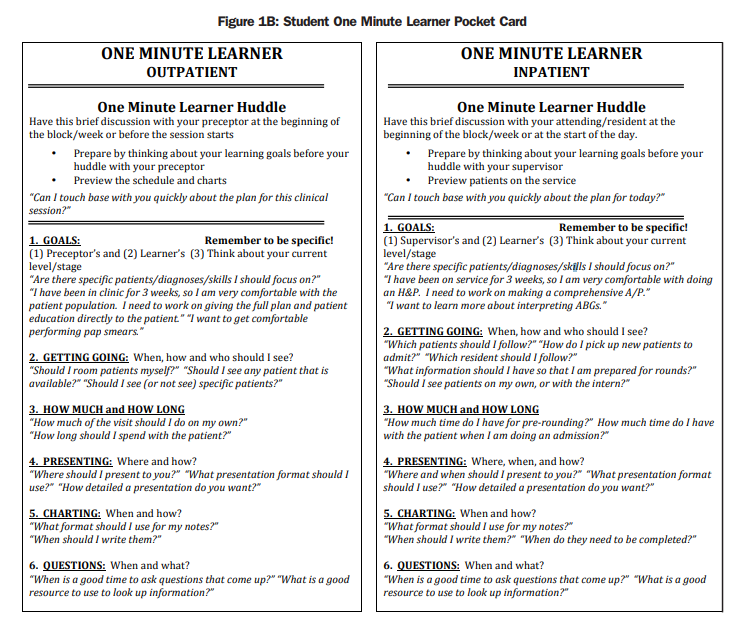 Figure 1B: Student One Minute Learner Pocket Card
ONE MINUTE LEARNER
OUTPATIENT
One Minute Learner Huddle
Have this brief discussion with your preceptor at the beginning of
the block/week or before the session starts
• Prepare by thinking about your learning goals before your
huddle with your preceptor
• Preview the schedule and charts
"Can I touch base with you quickly about the plan for this clinical
session?"
1. GOALS: Remember to be specific!
(1) Preceptor's and (2) Learner's (3) Think about your current
level/stage
"Are there specific patients/diagnoses/skills I should focus on?"
"I have been in clinic for 3 weeks, so I am very comfortable with the
patient population. I need to work on giving the full plan and patient
education directly to the patient." "I want to get comfortable
performing pap smears."
2. GETTING GOING: When, how and who should I see?
"Should I room patients myself?" "Should I see any patient that is
available?" "Should I see (or not see) specific patients?"
3. HOW MUCH and HOW LONG
"How much of the visit should I do on my own?"
"How long should I spend with the patient?"
4. PRESENTING: Where and how?
"Where should I present to you?" "What presentation format should I
use?" "How detailed a presentation do you want?"
5. CHARTING: When and how?
"What format should I use for my notes?"
"When should I write them?"
6. QUESTIONS: When and what?
"When is a good time to ask questions that come up?" "What is a good
resource to use to look up information?"
ONE MINUTE LEARNER
INPATIENT
One Minute Learner Huddle
Have this brief discussion with your attending/resident at the
beginning of the block/week or at the start of the day.
• Prepare by thinking about your learning goals before your
huddle with your supervisor
• Preview patients on the service
"Can I touch base with you quickly about the plan for today?"
1. GOALS: Remember to be specific!
(1) Supervisor's and (2) Learner's (3) Think about your current
level/stage
"Are there specific patients/diagnoses/skills I should focus on?"
"I have been on service for 3 weeks, so I am very comfortable with doing
an H&P. I need to work on making a comprehensive A/P."
"I want to learn more about interpreting ABGs."
2. GETTING GOING: When, how and who should I see?
"Which patients should I follow?" "How do I pick up new patients to
admit?" "Which resident should I follow?"
"What information should I have so that I am prepared for rounds?"
"Should I see patients on my own, or with the intern?"
3. HOW MUCH and HOW LONG
"How much time do I have for pre-rounding?" How much time do I have
with the patient when I am doing an admission?"
4. PRESENTING: Where, when, and how?
"Where and when should I present to you?" "What presentation format
should I use?" "How detailed a presentation do you want?"
5. CHARTING: When and how?
"What format should I use for my notes?"
"When should I write them?" "When do they need to be completed?"
6. QUESTIONS: When and what?
"When is a good time to ask questions that come up?" "What is a good
resource to use to look up information?"